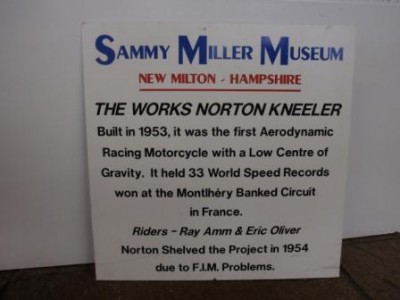 SAMMY MILLER MUSEUM
NEW MILTON - HAMPSHIRE
THE WORKS NORTON KNEELER
Built in 1953, it was the first Aerodynamic
Racing Motorcycle with a Low Centre of
Gravity. It held 33 World Speed Records
won at the Montlhéry Banked Circuit
in France.
Riders - Ray Amm & Eric Oliver
Norton Shelved the Project in 1954
due to F.I.M. Problems.